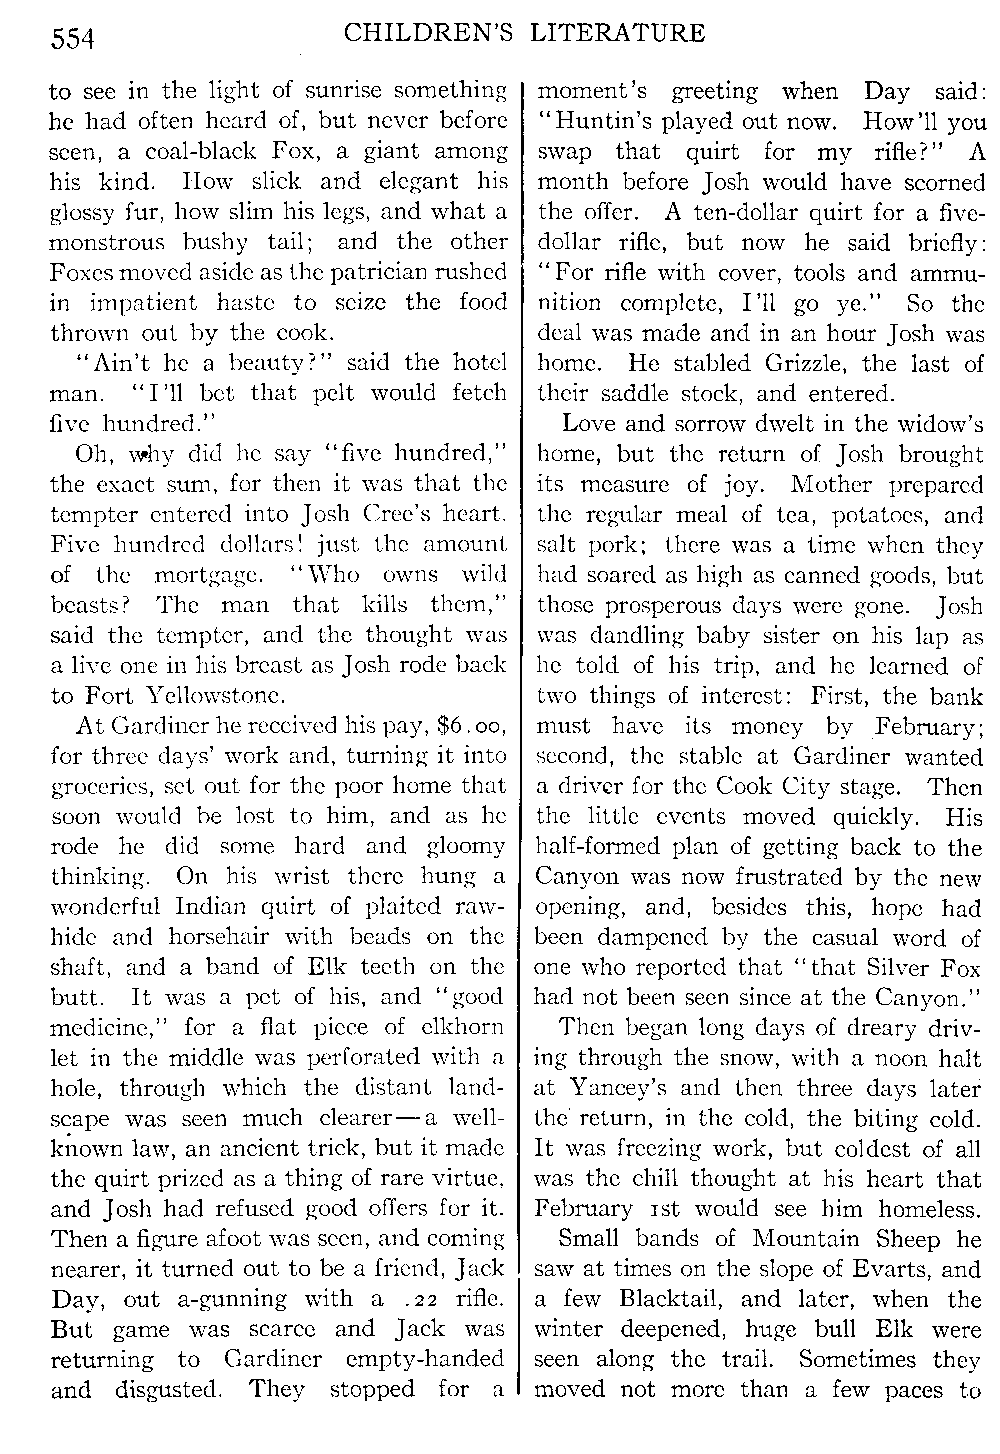 554
CHILDREN'S LITERATURE
to see in the light of sunrise something
he had often heard of, but never before
seen, a coal-black Fox, a giant among
his kind. How slick and elegant his
glossy fur, how slim his legs, and what a
monstrous bushy tail; and the other
Foxes moved aside as the patrician rushed
in impatient haste to seize the food
thrown out by the cook.
"Ain't he a beauty?" said the hotel
man. "I'll bet that pelt would fetch
five hundred."
Oh, why did he say "five hundred,"
the exact sum, for then it was that the
tempter entered into Josh Cree's heart.
Five hundred dollars! just the amount
of the mortgage. "Who owns wild
beasts? The man that kills them,"
said the tempter, and the thought was
a live one in his breast as Josh rode back
to Fort Yellowstone.
At Gardiner he received his pay, $6.00,
for three days' work and, turning it into
groceries, set out for the poor home that
soon would be lost to him, and as he
rode he did some hard and gloomy
thinking. On his wrist there hung a
wonderful Indian quirt of plaited raw-
hide and horsehair with beads on the
shaft, and a band of Elk teeth on the
butt. It was a pet of his, and "good
medicine," for a flat piece of elkhorn
let in the middle was perforated with a
hole, through which the distant land-
scape was seen much clearer—a well-
known law, an ancient trick, but it made
the quirt prized as a thing of rare virtue,
and Josh had refused good offers for it.
Then a figure afoot was seen, and coming
nearer, it turned out to be a friend, Jack
Day, out a-gunning with a .22 rifle.
But game was scarce and Jack was
returning to Gardiner empty-handed
and disgusted. They stopped for a
moment's greeting when Day said:
"Huntin's played out now. How'll you
swap that quirt for my rifle?" A
month before Josh would have scorned
the offer. A ten-dollar quirt for a five-
dollar rifle, but now he said briefly:
"For rifle with cover, tools and ammu-
nition complete, I'll go ye." So the
deal was made and in an hour Josh was
home. He stabled Grizzle, the last of
their saddle stock, and entered.
Love and sorrow dwelt in the widow's
home, but the return of Josh brought
its measure of joy. Mother prepared
the regular meal of tea, potatoes, and
salt pork; there was a time when they
had soared as high as canned goods, but
those prosperous days were gone. Josh
was dandling baby sister on his lap as
he told of his trip, and he learned of
two things of interest: First, the bank
must have its money by February;
second, the stable at Gardiner wanted
a driver for the Cook City stage. Then
the little events moved quickly. His
half-formed plan of getting back to the
Canyon was now frustrated by the new
opening, and, besides this, hope had
been dampened by the casual word of
one who reported that "that Silver Fox
had not been seen since at the Canyon."
Then began long days of dreary driv-
ing through the snow, with a noon halt
at Yancey's and then three days later
the return, in the cold, the biting cold.
It was freezing work, but coldest of all
was the chill thought at his heart that
February 1st would see him homeless.
Small bands of Mountain Sheep he
saw at times on the slope of Evarts, and
a few Blacktail, and later, when the
winter deepened, huge bull Elk were
seen along the trail. Sometimes they
moved not more than a few paces to